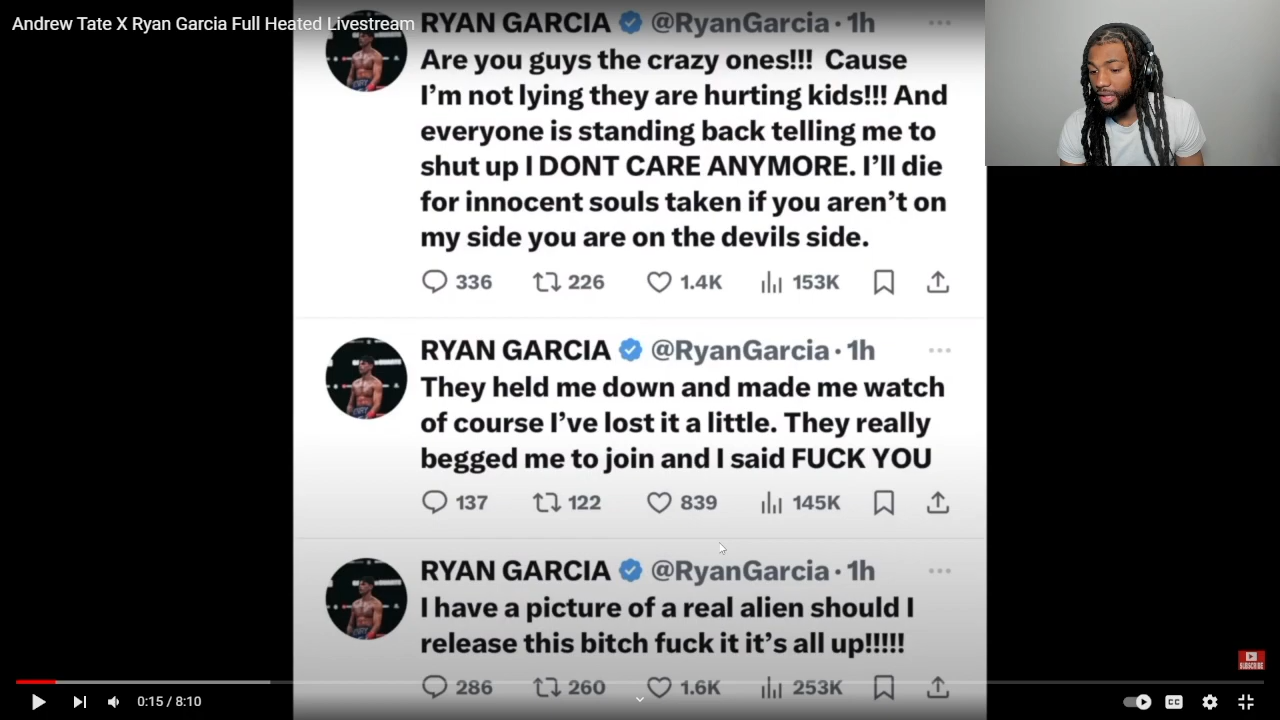 Andrew Tate X Ryan Garcia Full Heated Livestream
RYAN GARCIA @RyanGarcia · 1h
Are you guys the crazy ones!!! Cause
I'm not lying they are hurting kids!!! And
everyone is standing back telling me to
shut up I DONT CARE ANYMORE. I'll die
for innocent souls taken if you aren't on
my side you are on the devils side.
336 226 1.4K 153K
RYAN GARCIA @RyanGarcia · 1h
They held me down and made me watch
of course I've lost it a little. They really
begged me to join and I said FUCK YOU
137 122 839 145K
RYAN GARCIA @RyanGarcia · 1h
I have a picture of a real alien should I
release this bitch fuck it it's all up!!!!!
286 260 1.6K 253K
SUBSCRIBE
0:15 / 8:10
CC